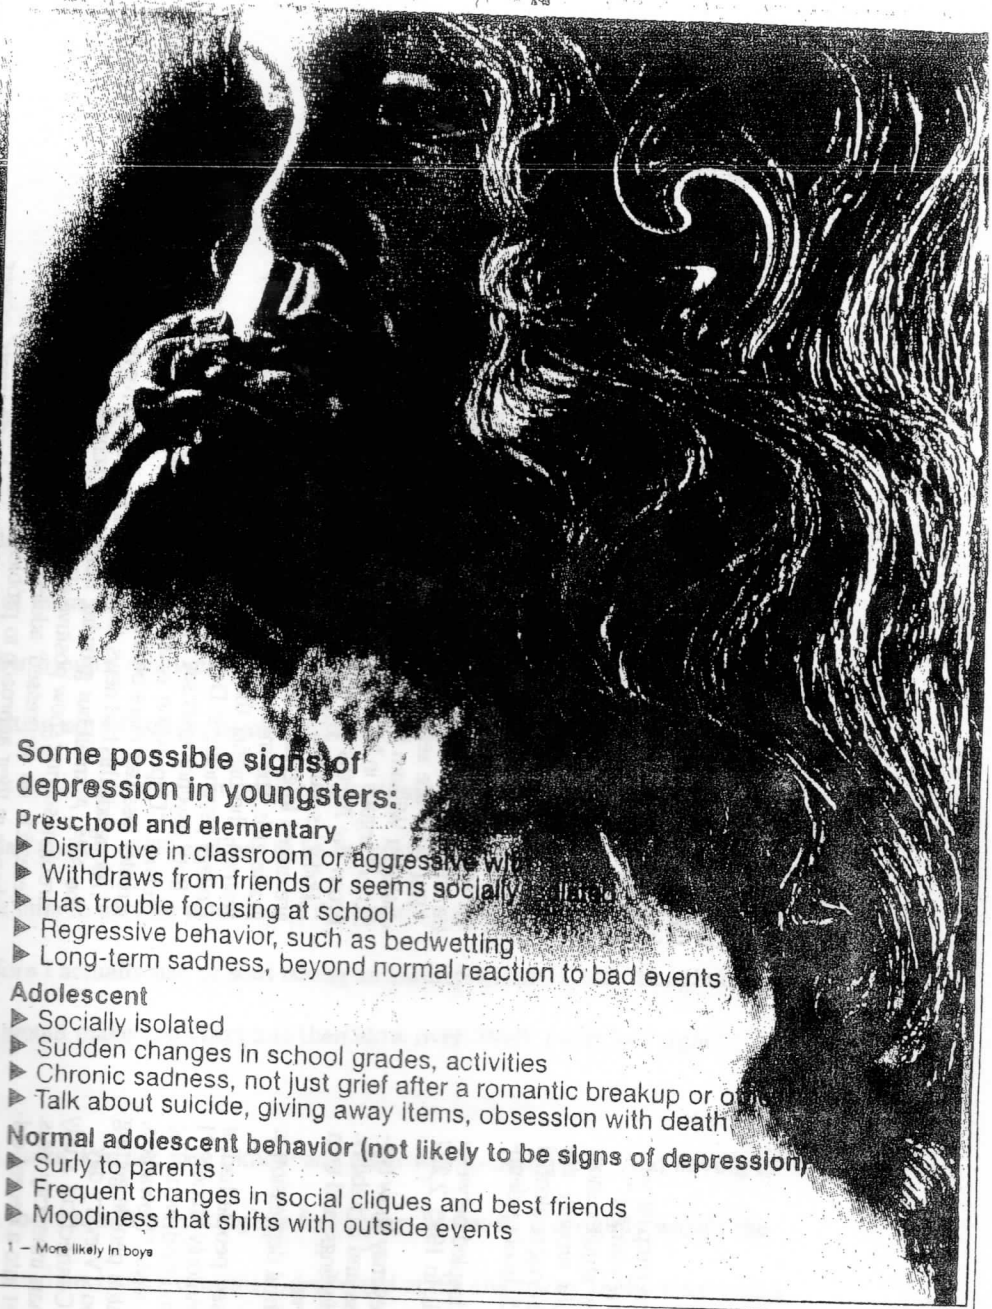 Some possible signs of
depression in youngsters:
Preschool and elementary
▶ Disruptive in classroom or aggressive with
▶ Withdraws from friends or seems socially isolated
▶ Has trouble focusing at school
▶ Regressive behavior, such as bedwetting
▶ Long-term sadness, beyond normal reaction to bad events
Adolescent
▶ Socially isolated
▶ Sudden changes in school grades, activities
▶ Chronic sadness, not just grief after a romantic breakup or
▶ Talk about suicide, giving away items, obsession with death
Normal adolescent behavior (not likely to be signs of depression)
▶ Surly to parents
▶ Frequent changes in social cliques and best friends
▶ Moodiness that shifts with outside events
1 – More likely in boys